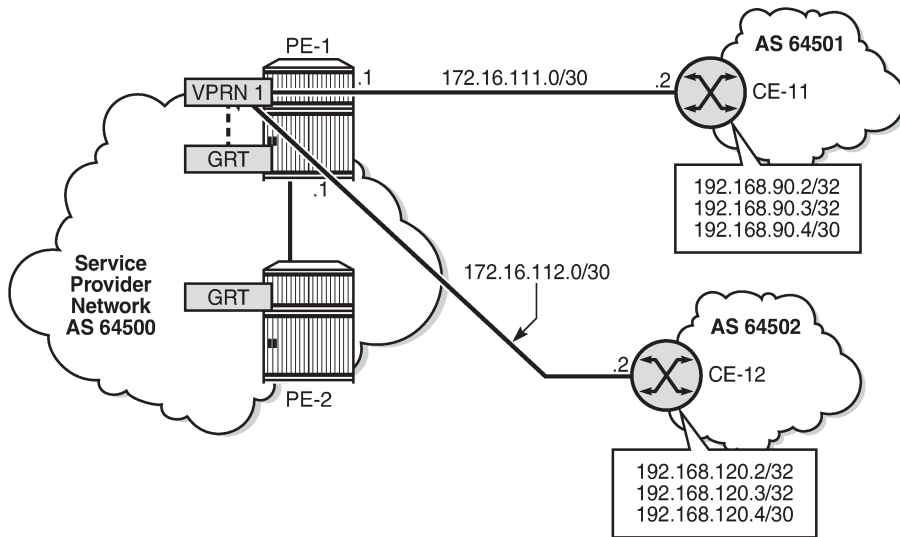 PE-1
AS 64501
VPRN 1
.1
172.16.111.0/30
.2
CE-11
GRT
.1
192.168.90.2/32
192.168.90.3/32
192.168.90.4/30
Service
Provider
Network
AS 64500
GRT
172.16.112.0/30
AS 64502
.2
CE-12
PE-2
192.168.120.2/32
192.168.120.3/32
192.168.120.4/30